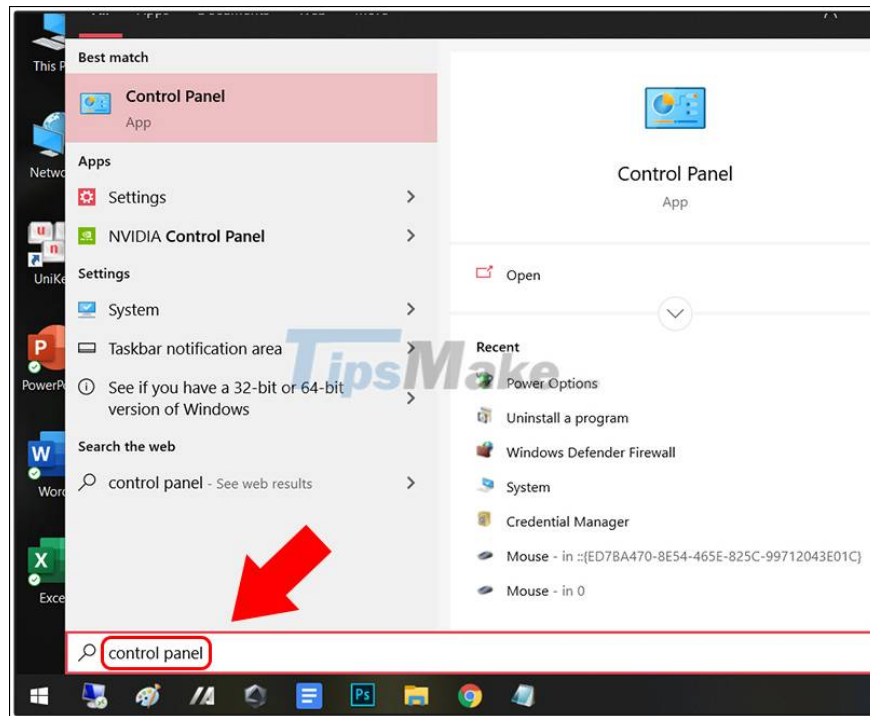 This P
Netwo
UniKe
PowerPo
Word
Exce
Best match
Control Panel
App
Apps
Settings
NVIDIA Control Panel
Settings
System
Taskbar notification area
See if you have a 32-bit or 64-bit
version of Windows
Search the web
control panel - See web results
Control Panel
App
Open
Recent
Power Options
Uninstall a program
Windows Defender Firewall
System
Credential Manager
Mouse - in ::{ED7BA470-8E54-465E-825C-99712043E01C}
Mouse - in 0
TipsMake
control panel
Ps